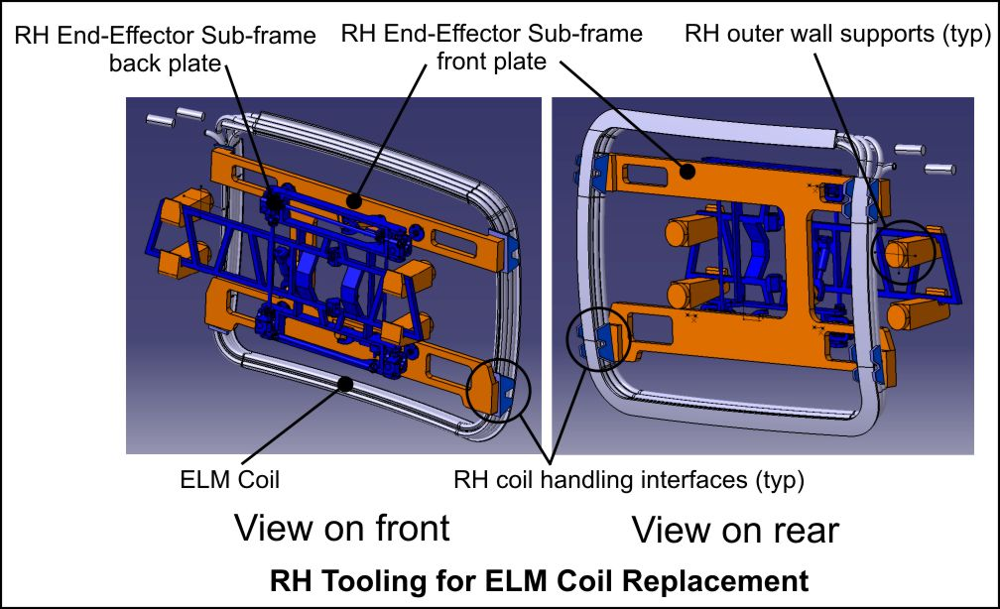 RH End-Effector Sub-frame
back plate
RH End-Effector Sub-frame
front plate
RH outer wall supports (typ)
ELM Coil
RH coil handling interfaces (typ)
View on front
View on rear
RH Tooling for ELM Coil Replacement